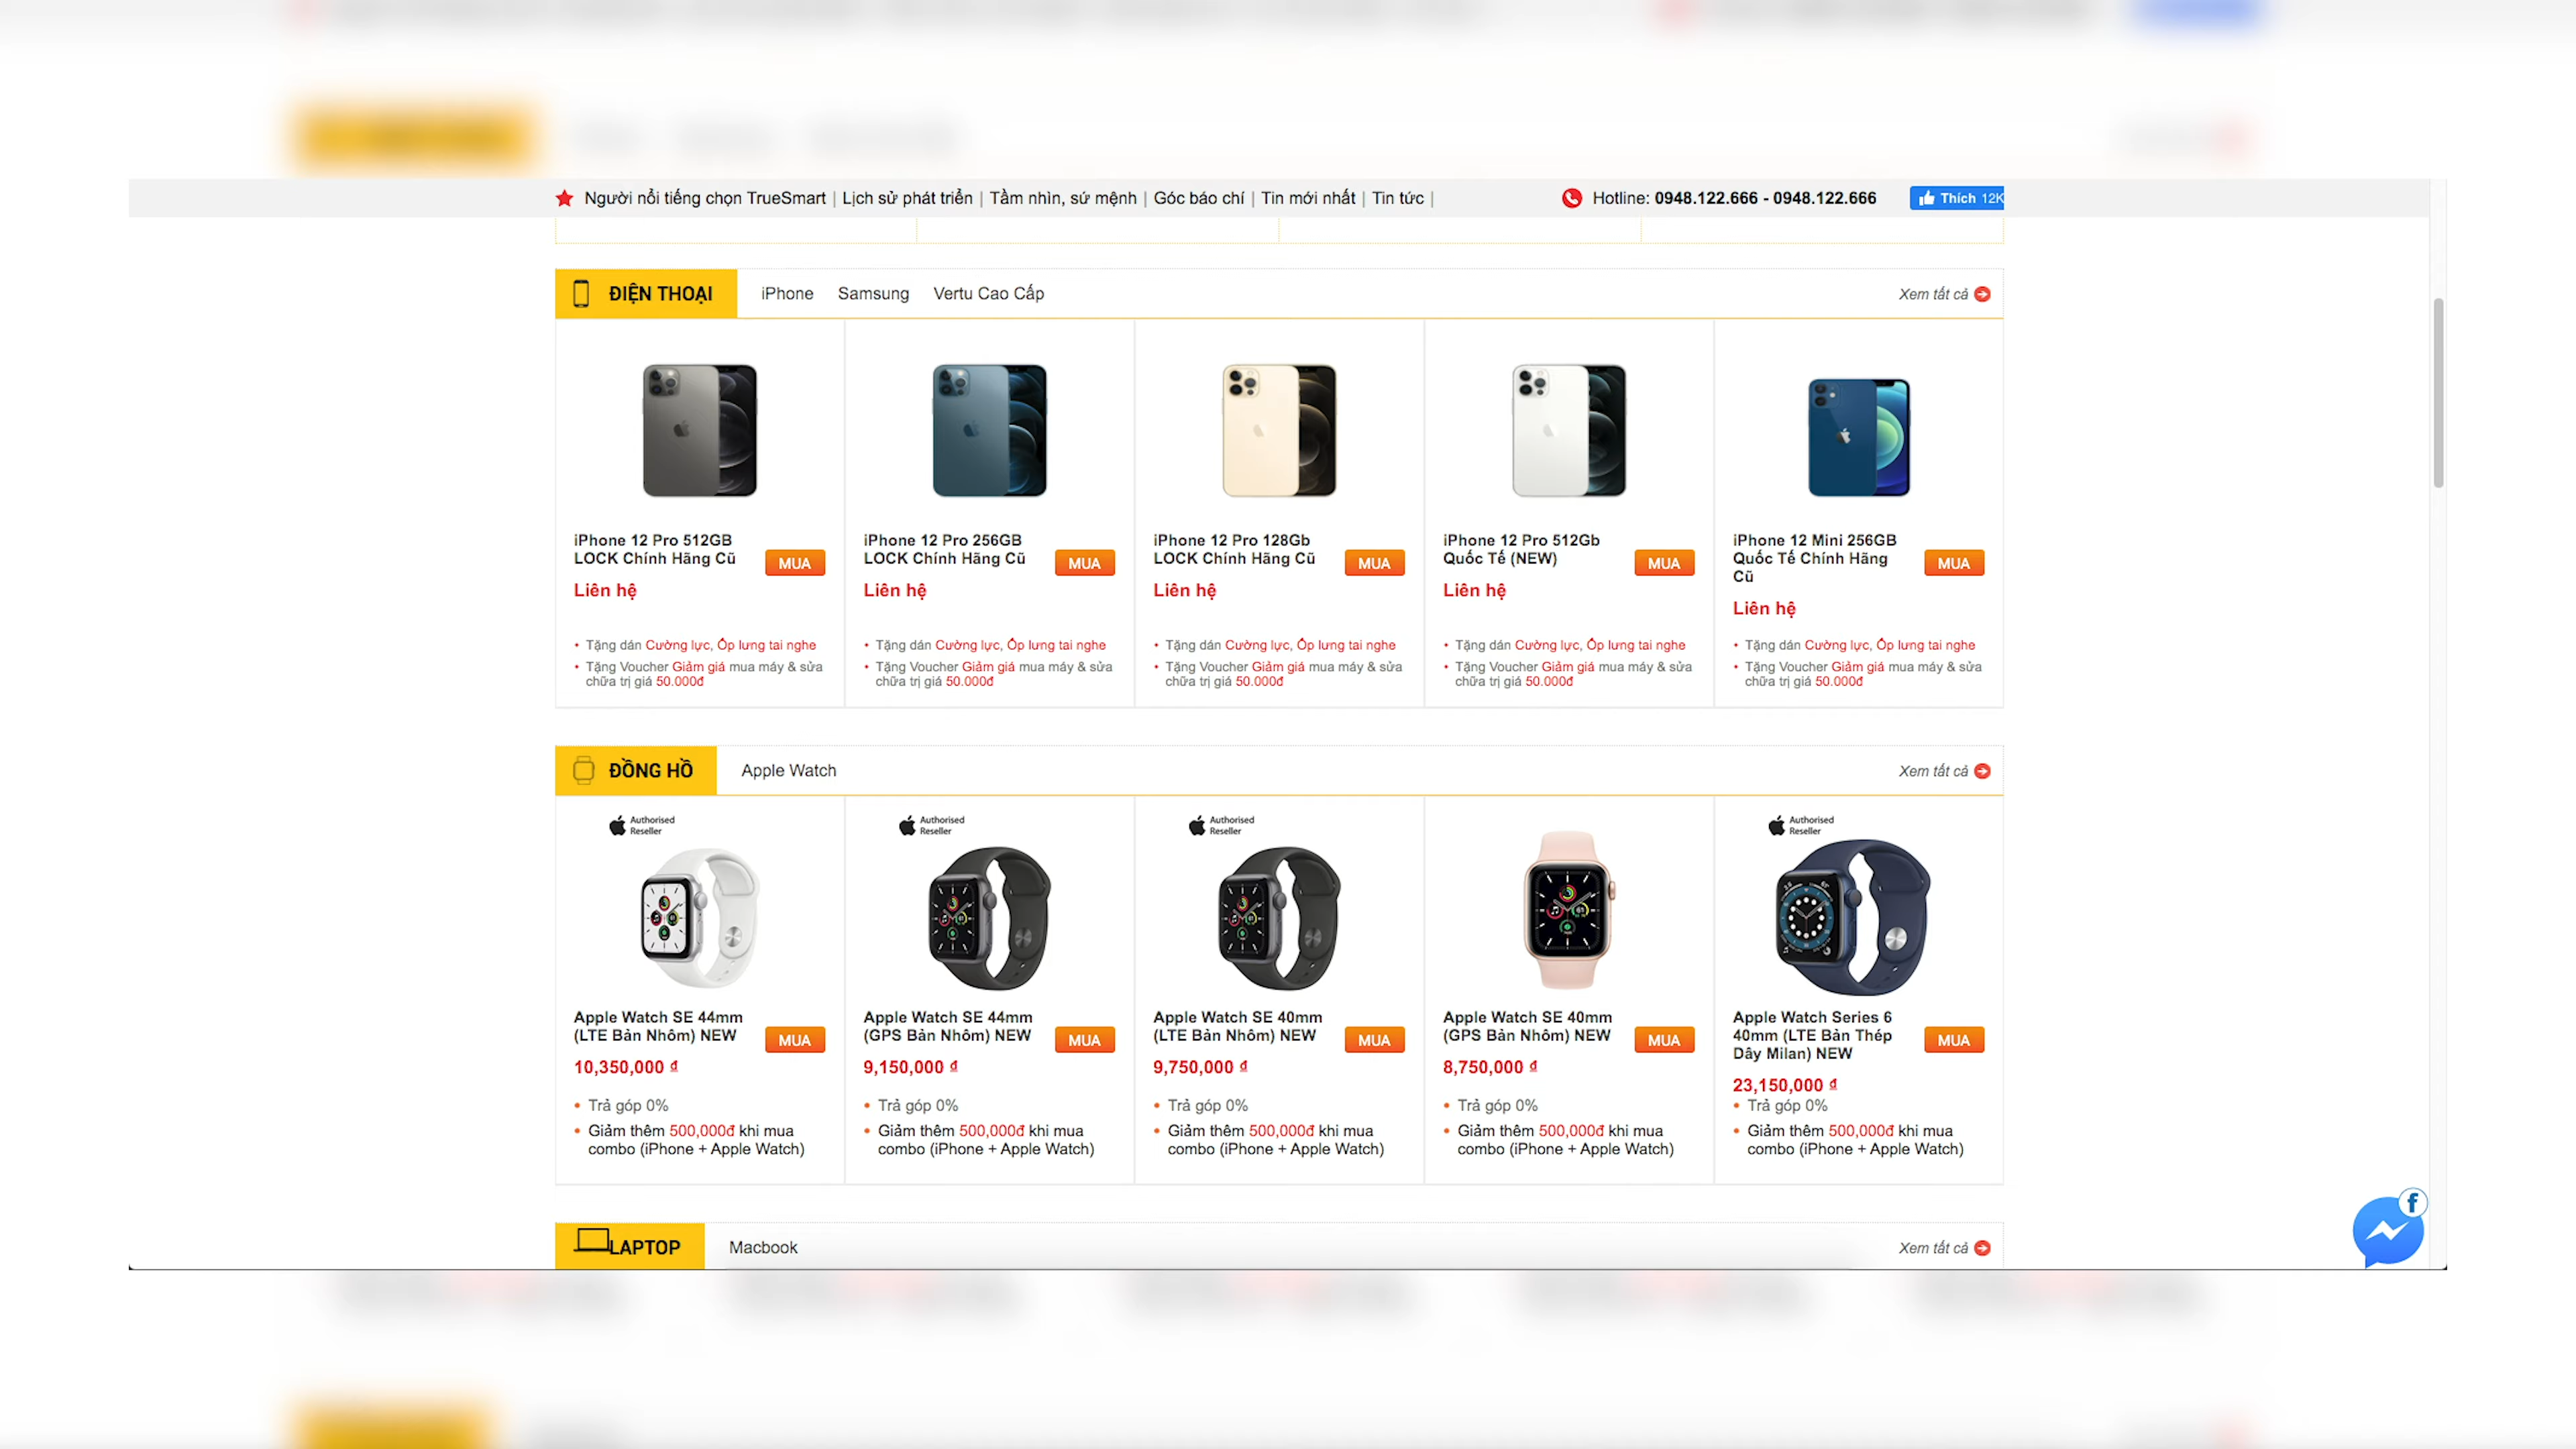 Người nổi tiếng chọn TrueSmart | Lịch sử phát triển | Tầm nhìn, sứ mệnh | Góc báo chí | Tin mới nhất | Tin tức |
Hotline: 0948.122.666 - 0948.122.666
Thích 12K
ĐIỆN THOẠI
iPhone Samsung Vertu Cao Cấp
Xem tất cả
iPhone 12 Pro 512GB
LOCK Chính Hãng Cũ
MUA
Liên hệ
• Tặng dán Cường lực, Ốp lưng tai nghe
• Tặng Voucher Giảm giá mua máy & sửa
chữa trị giá 50.000đ
iPhone 12 Pro 256GB
LOCK Chính Hãng Cũ
MUA
Liên hệ
• Tặng dán Cường lực, Ốp lưng tai nghe
• Tặng Voucher Giảm giá mua máy & sửa
chữa trị giá 50.000đ
iPhone 12 Pro 128Gb
LOCK Chính Hãng Cũ
MUA
Liên hệ
• Tặng dán Cường lực, Ốp lưng tai nghe
• Tặng Voucher Giảm giá mua máy & sửa
chữa trị giá 50.000đ
iPhone 12 Pro 512Gb
Quốc Tế (NEW)
MUA
Liên hệ
• Tặng dán Cường lực, Ốp lưng tai nghe
• Tặng Voucher Giảm giá mua máy & sửa
chữa trị giá 50.000đ
iPhone 12 Mini 256GB
Quốc Tế Chính Hãng
Cũ
MUA
Liên hệ
• Tặng dán Cường lực, Ốp lưng tai nghe
• Tặng Voucher Giảm giá mua máy & sửa
chữa trị giá 50.000đ
ĐỒNG HỒ
Apple Watch
Xem tất cả
Authorised
Reseller
Apple Watch SE 44mm
(LTE Bản Nhôm) NEW
MUA
10,350,000 ₫
• Trả góp 0%
• Giảm thêm 500,000đ khi mua
combo (iPhone + Apple Watch)
Authorised
Reseller
Apple Watch SE 44mm
(GPS Bản Nhôm) NEW
MUA
9,150,000 ₫
• Trả góp 0%
• Giảm thêm 500,000đ khi mua
combo (iPhone + Apple Watch)
Authorised
Reseller
Apple Watch SE 40mm
(LTE Bản Nhôm) NEW
MUA
9,750,000 ₫
• Trả góp 0%
• Giảm thêm 500,000đ khi mua
combo (iPhone + Apple Watch)
Apple Watch SE 40mm
(GPS Bản Nhôm) NEW
MUA
8,750,000 ₫
• Trả góp 0%
• Giảm thêm 500,000đ khi mua
combo (iPhone + Apple Watch)
Authorised
Reseller
Apple Watch Series 6
40mm (LTE Bản Thép
Dây Milan) NEW
MUA
23,150,000 ₫
• Trả góp 0%
• Giảm thêm 500,000đ khi mua
combo (iPhone + Apple Watch)
LAPTOP
Macbook
Xem tất cả